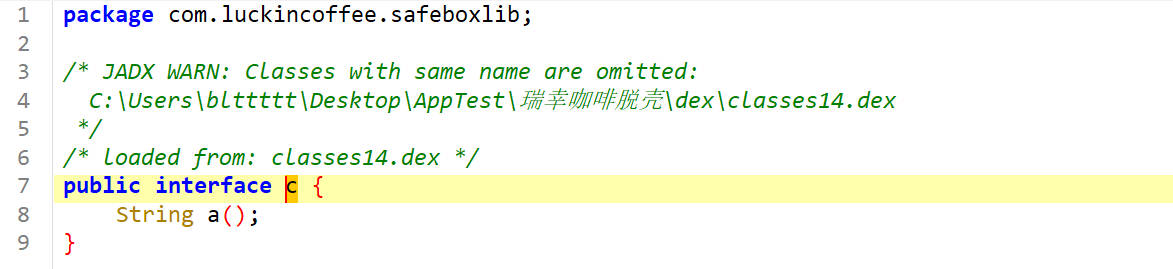 1 package com.luckincoffee.safeboxlib;
2
3 /* JADX WARN: Classes with same name are omitted:
4   C:\Users\blttttt\Desktop\AppTest\瑞幸咖啡脱壳\dex\classes14.dex
5  */
6 /* loaded from: classes14.dex */
7 public interface c {
8     String a();
9 }